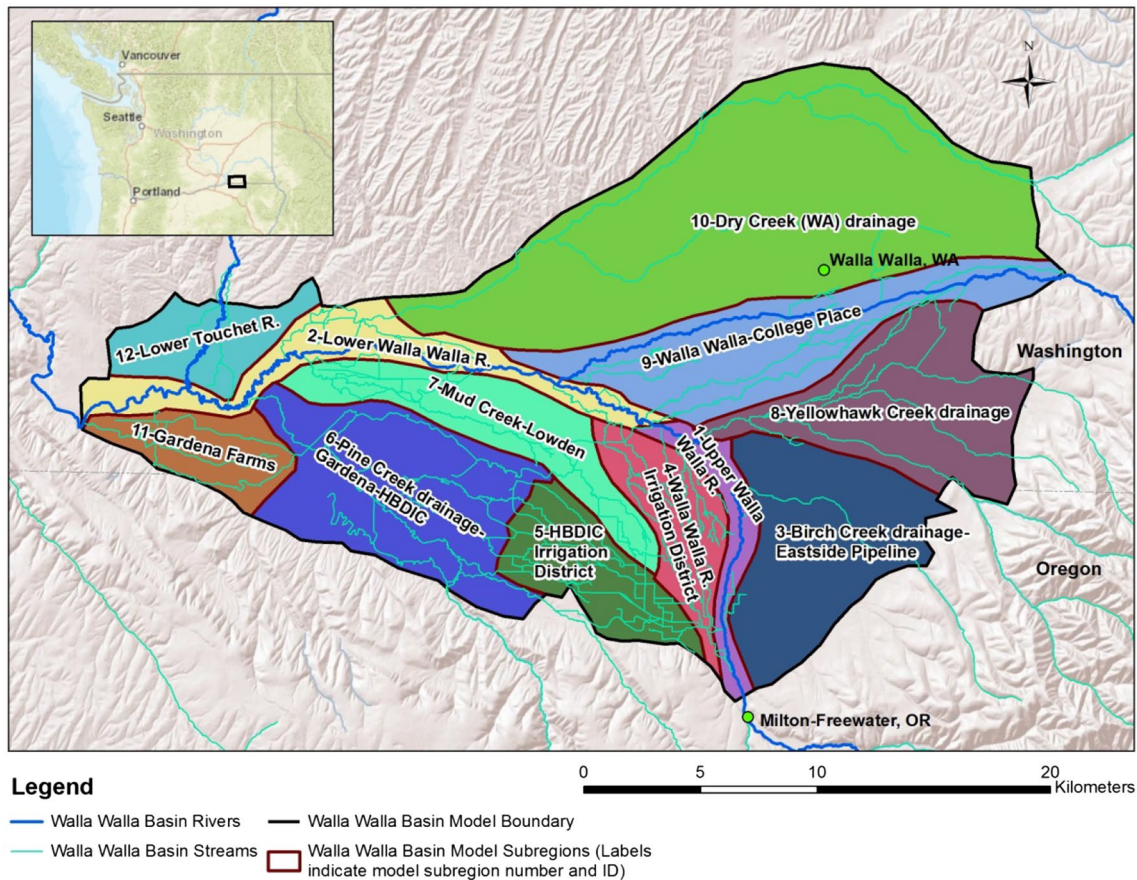 Vancouver
Seattle
Washington
Portland
N
10-Dry Creek (WA) drainage
Walla Walla, WA
12-Lower Touchet R.
2-Lower Walla Walla R.
9-Walla Walla-College Place
Washington
7-Mud Creek-Lowden
8-Yellowhawk Creek drainage
11-Gardena Farms
6-Pine Creek drainage-
Gardena-HBDIC
1-Upper Walla
Walla R.
4-Walla Walla R.
Irrigation District
5-HBDIC
Irrigation
District
3-Birch Creek drainage-
Eastside Pipeline
Oregon
Milton-Freewater, OR
Legend
0 5 10 20
Kilometers
Walla Walla Basin Rivers
Walla Walla Basin Model Boundary
Walla Walla Basin Streams
Walla Walla Basin Model Subregions (Labels
indicate model subregion number and ID)